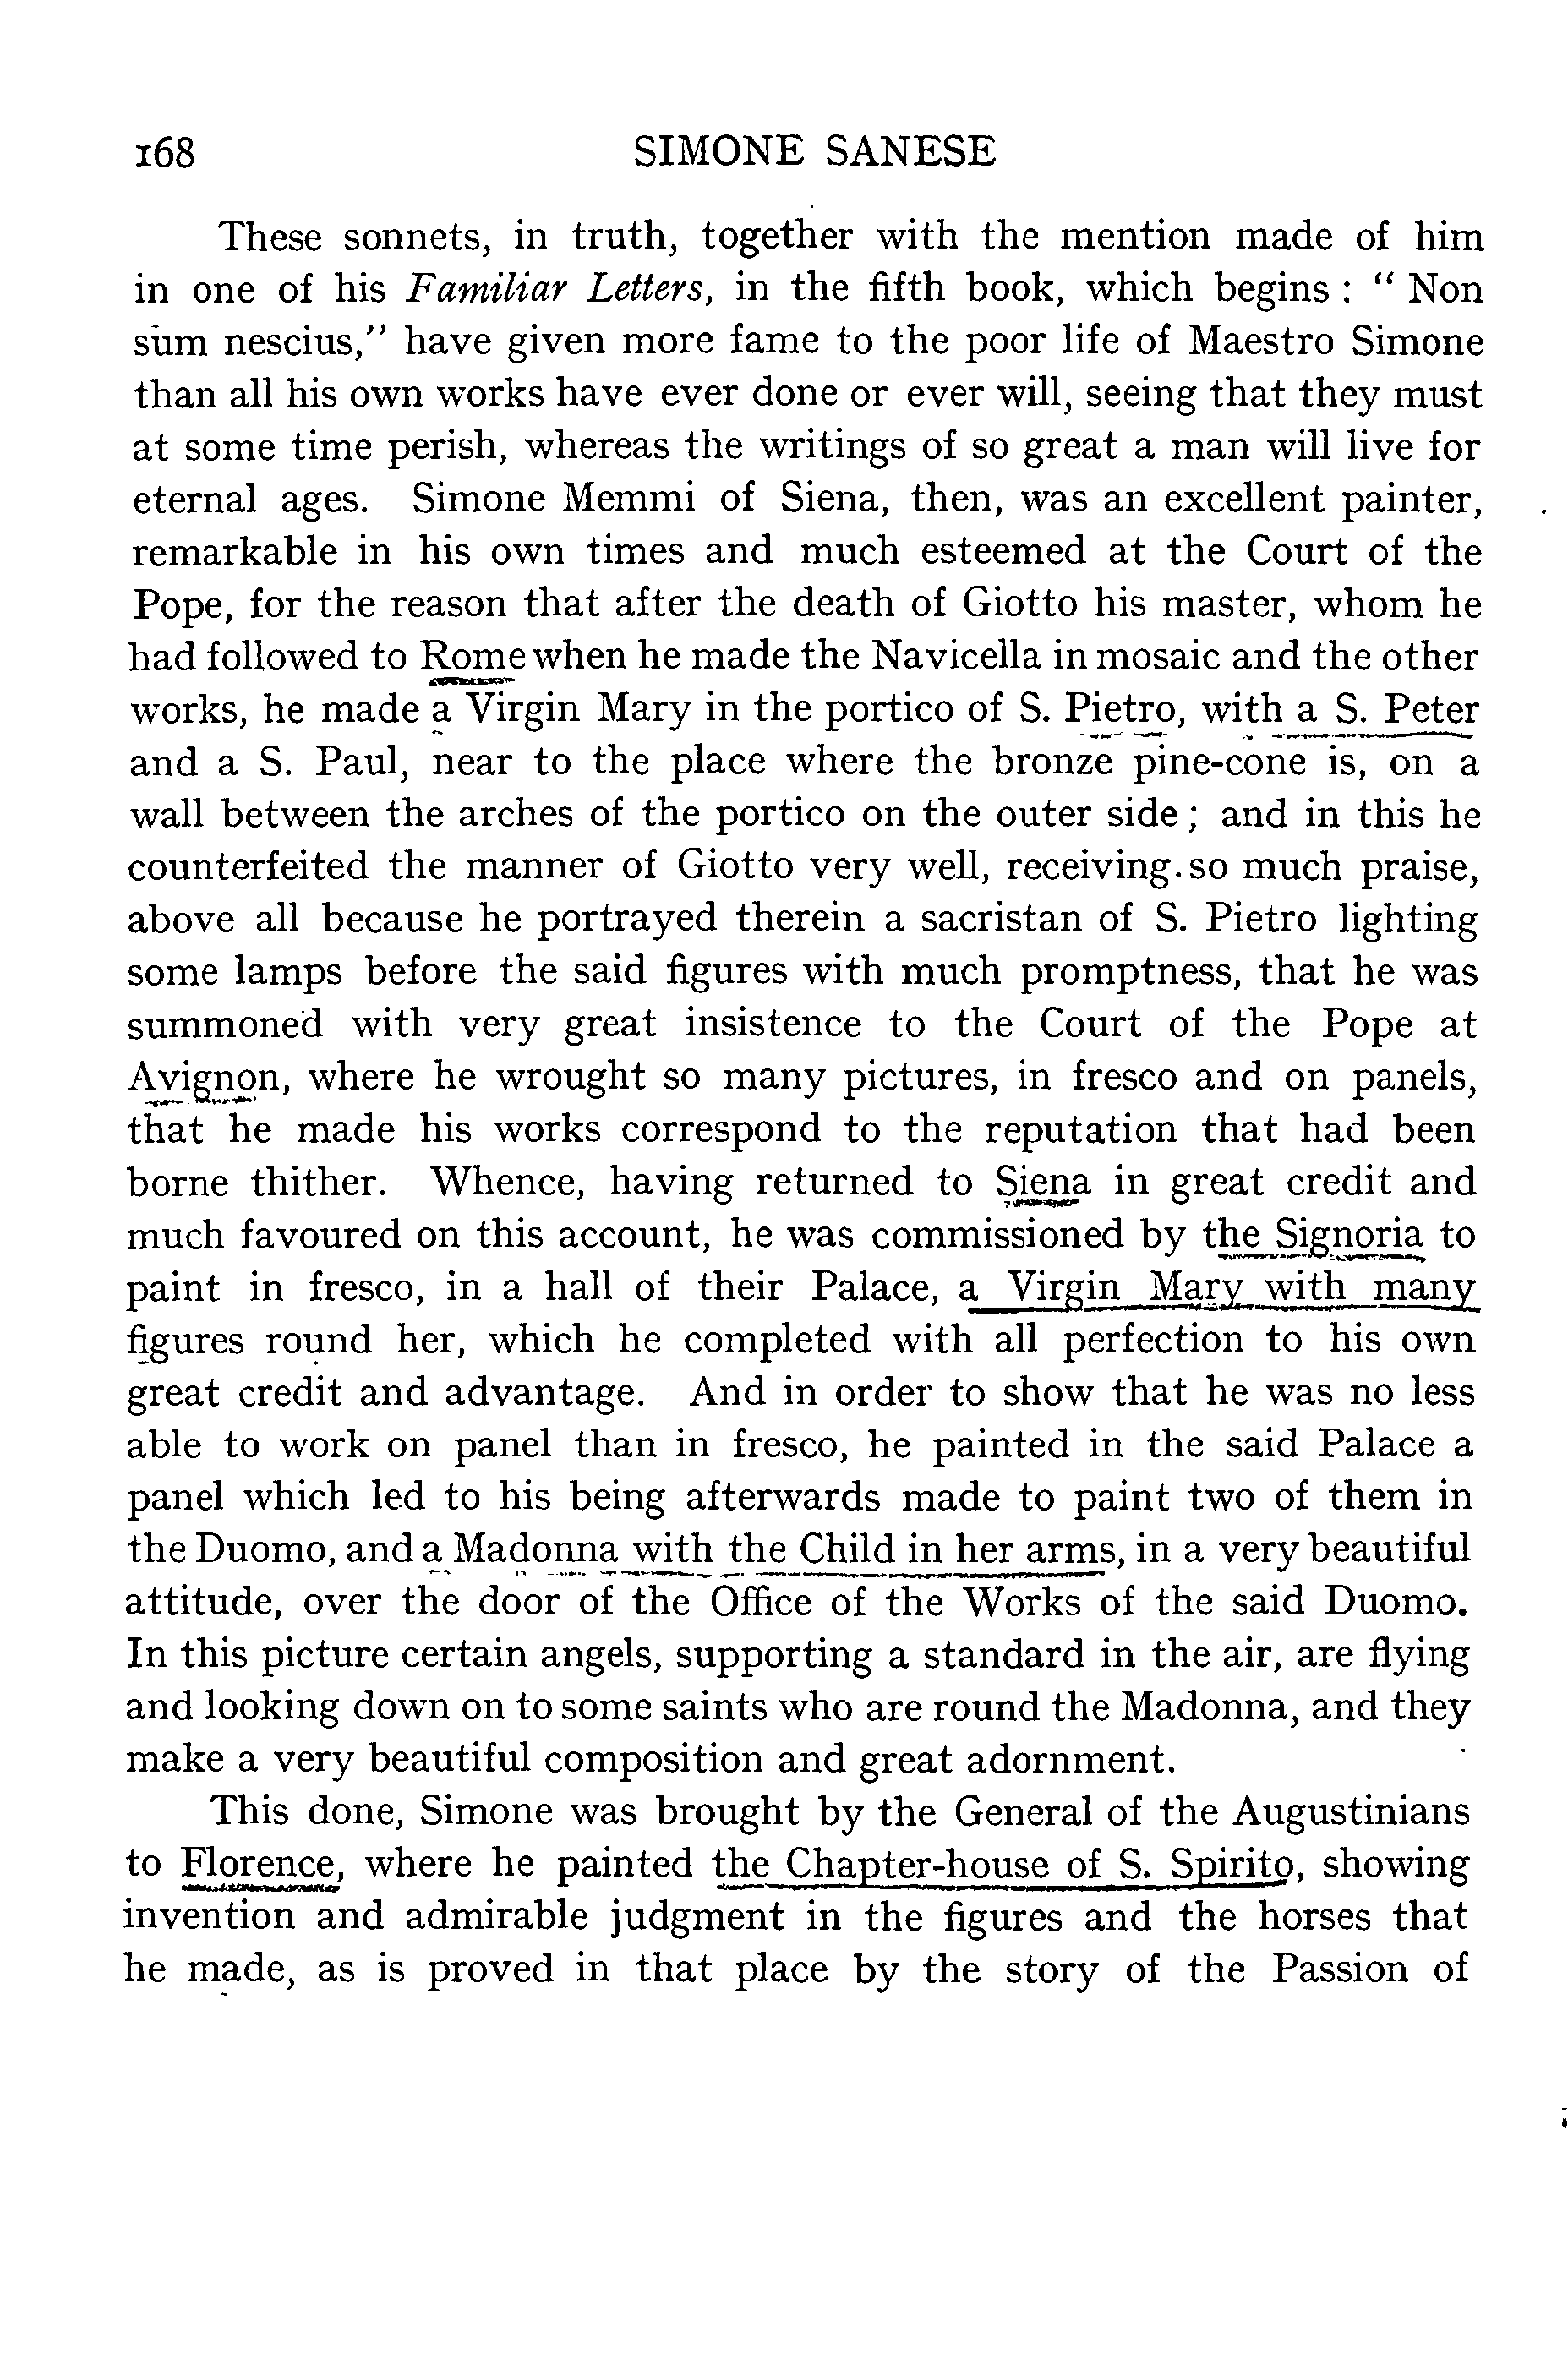 168 SIMONE SANESE
These sonnets, in truth, together with the mention made of him
in one of his Familiar Letters, in the fifth book, which begins : “ Non
sum nescius,” have given more fame to the poor life of Maestro Simone
than all his own works have ever done or ever will, seeing that they must
at some time perish, whereas the writings of so great a man will live for
eternal ages. Simone Memmi of Siena, then, was an excellent painter,
remarkable in his own times and much esteemed at the Court of the
Pope, for the reason that after the death of Giotto his master, whom he
had followed to Rome when he made the Navicella in mosaic and the other
works, he made a Virgin Mary in the portico of S. Pietro, with a S. Peter
and a S. Paul, near to the place where the bronze pine-cone is, on a
wall between the arches of the portico on the outer side ; and in this he
counterfeited the manner of Giotto very well, receiving so much praise,
above all because he portrayed therein a sacristan of S. Pietro lighting
some lamps before the said figures with much promptness, that he was
summoned with very great insistence to the Court of the Pope at
Avignon, where he wrought so many pictures, in fresco and on panels,
that he made his works correspond to the reputation that had been
borne thither. Whence, having returned to Siena in great credit and
much favoured on this account, he was commissioned by the Signoria to
paint in fresco, in a hall of their Palace, a Virgin Mary with many
figures round her, which he completed with all perfection to his own
great credit and advantage. And in order to show that he was no less
able to work on panel than in fresco, he painted in the said Palace a
panel which led to his being afterwards made to paint two of them in
the Duomo, and a Madonna with the Child in her arms, in a very beautiful
attitude, over the door of the Office of the Works of the said Duomo.
In this picture certain angels, supporting a standard in the air, are flying
and looking down on to some saints who are round the Madonna, and they
make a very beautiful composition and great adornment.
This done, Simone was brought by the General of the Augustinians
to Florence, where he painted the Chapter-house of S. Spirito, showing
invention and admirable judgment in the figures and the horses that
he made, as is proved in that place by the story of the Passion of